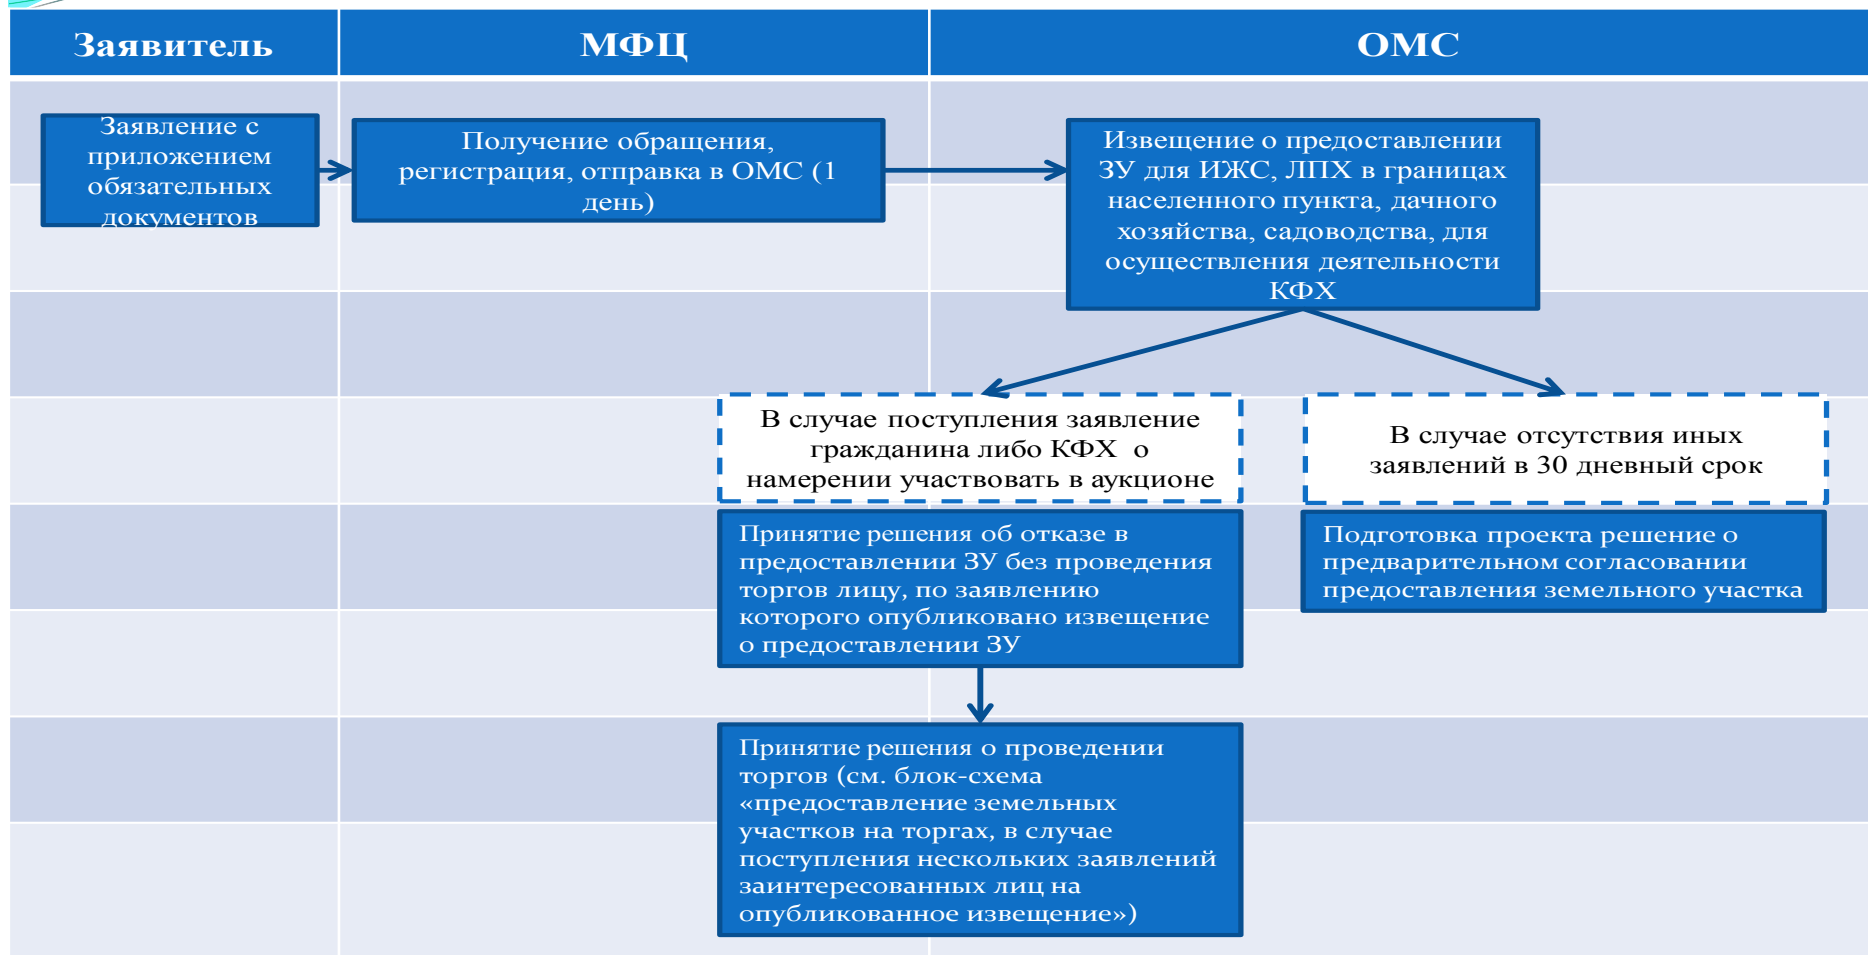 Заявитель
МФЦ
ОМС
Заявление с
приложением
обязательных
документов
Получение обращения,
регистрация, отправка в ОМС (1
день)
Извещение о предоставлении
ЗУ для ИЖС, ЛПХ в границах
населенного пункта, дачного
хозяйства, садоводства, для
осуществления деятельности
КФХ
В случае поступления заявление
гражданина либо КФХ о
намерении участвовать в аукционе
В случае отсутствия иных
заявлений в 30 дневный срок
Принятие решения об отказе в
предоставлении ЗУ без проведения
торгов лицу, по заявлению
которого опубликовано извещение
о предоставлении ЗУ
Подготовка проекта решение о
предварительном согласовании
предоставления земельного участка
Принятие решения о проведении
торгов (см. блок-схема
«предоставление земельных
участков на торгах, в случае
поступления нескольких заявлений
заинтересованных лиц на
опубликованное извещение»)